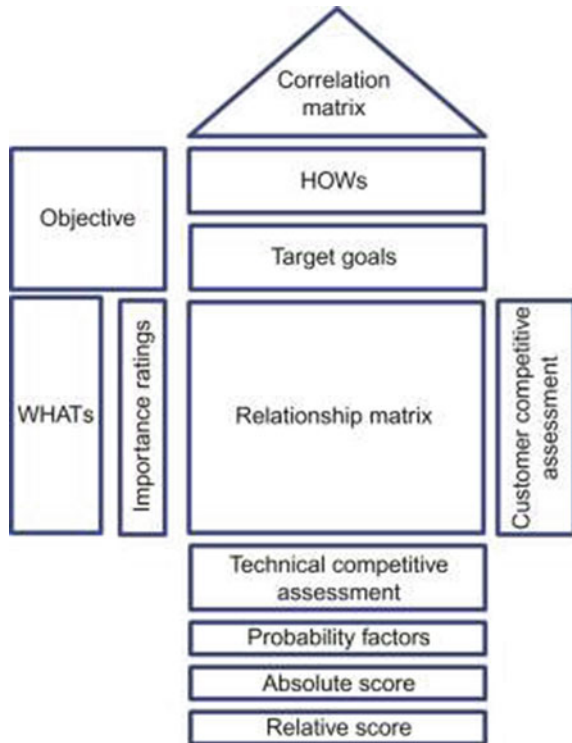 Correlation
matrix
HOWs
Objective
Target goals
WHATs
Importance ratings
Relationship matrix
Customer competitive
assessment
Technical competitive
assessment
Probability factors
Absolute score
Relative score